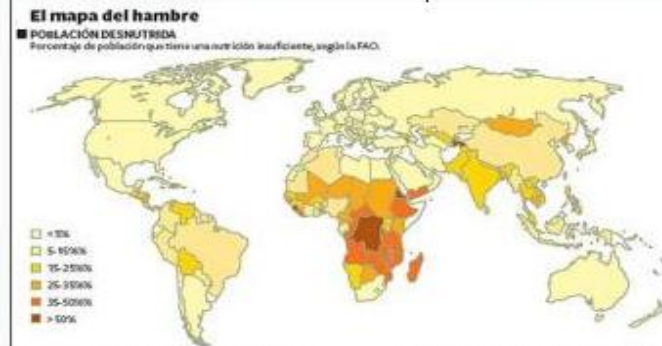 El mapa del hambre
POBLACIÓN DESNUTRIDA
Porcentaje de población que tiene una nutrición insuficiente, según la FAO.
<5%
5-15%%
15-25%%
25-35%%
35-50%%
> 50%